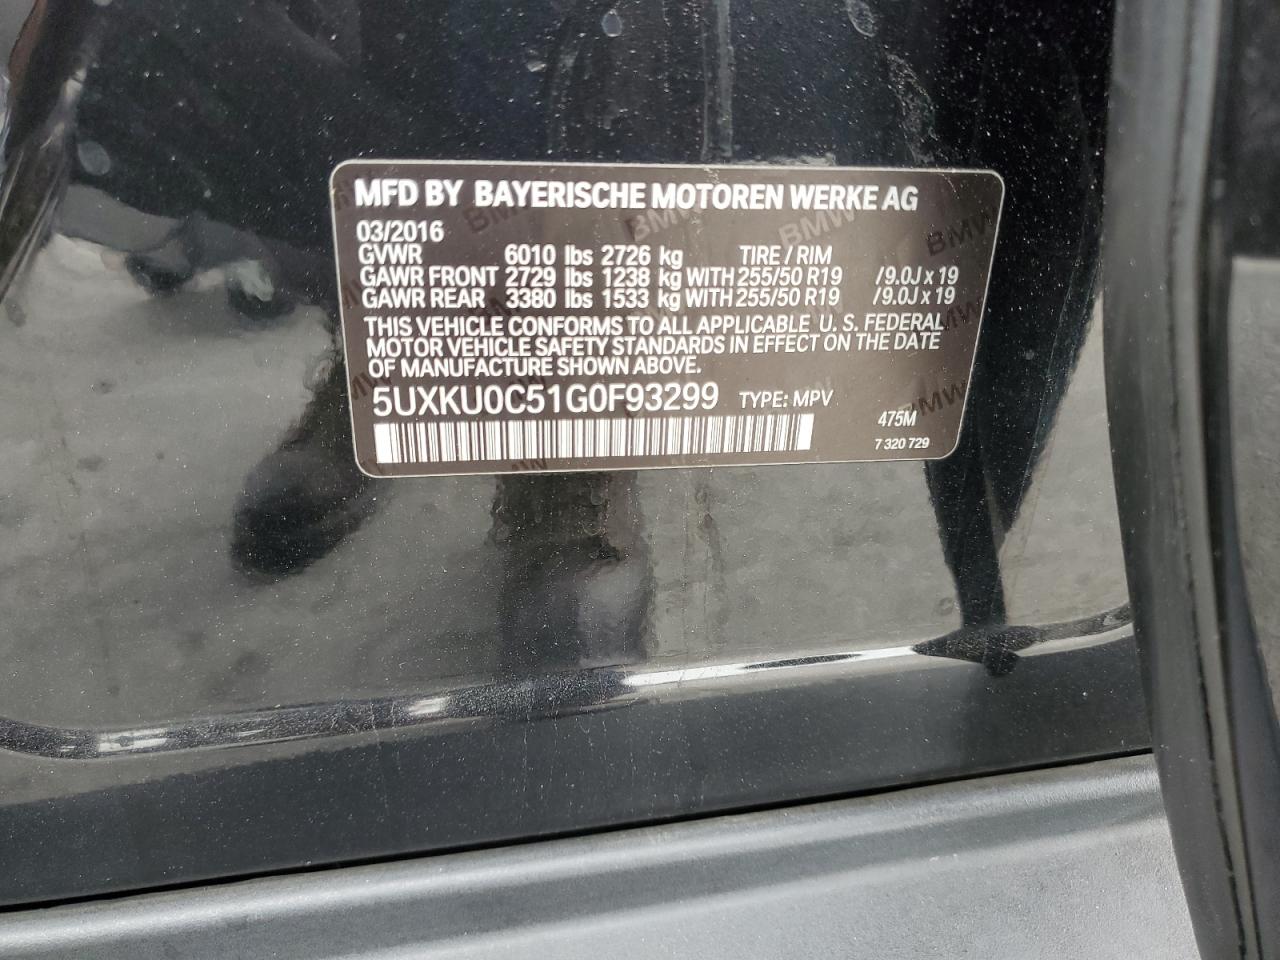 MFD BY BAYERISCHE MOTOREN WERKE AG
03/2016
GVWR 6010 lbs 2726 kg TIRE / RIM
GAWR FRONT 2729 lbs 1238 kg WITH 255/50 R19 /9.0J x 19
GAWR REAR 3380 lbs 1533 kg WITH 255/50 R19 /9.0J x 19
THIS VEHICLE CONFORMS TO ALL APPLICABLE U. S. FEDERAL
MOTOR VEHICLE SAFETY STANDARDS IN EFFECT ON THE DATE
OF MANUFACTURE SHOWN ABOVE.
5UXKU0C51G0F93299 TYPE: MPV
475M
7 320 729